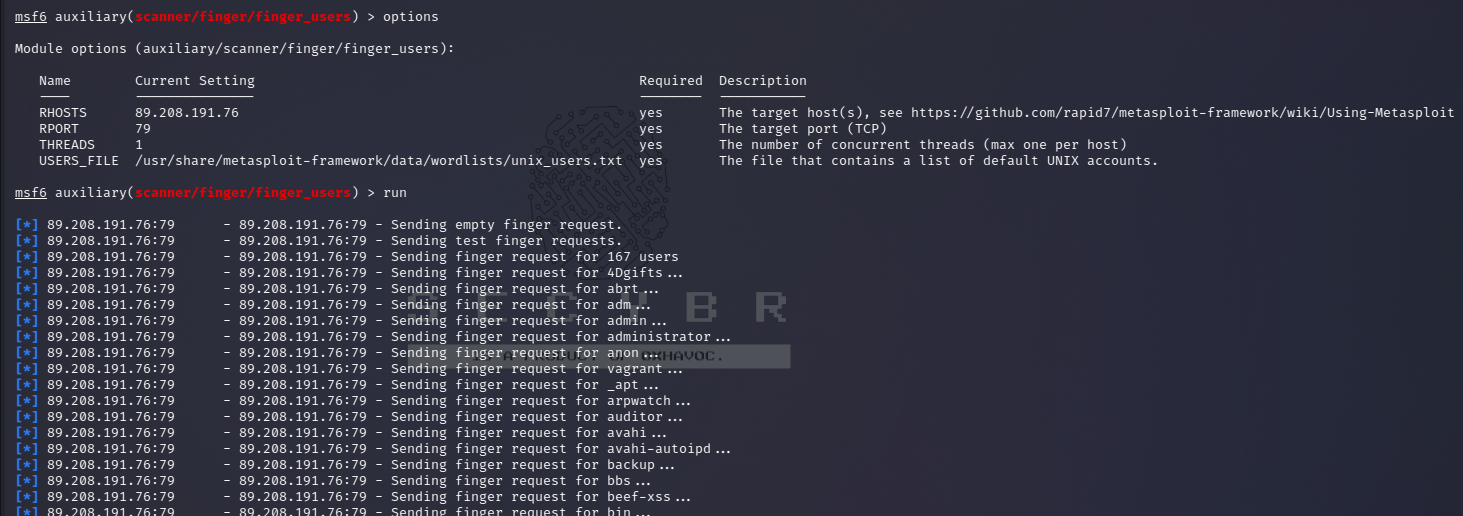 msf6 auxiliary(scanner/finger/finger_users) > options
Module options (auxiliary/scanner/finger/finger_users):
Name Current Setting Required Description
---- --------------- -------- -----------
RHOSTS 89.208.191.76 yes The target host(s), see https://github.com/rapid7/metasploit-framework/wiki/Using-Metasploit
RPORT 79 yes The target port (TCP)
THREADS 1 yes The number of concurrent threads (max one per host)
USERS_FILE /usr/share/metasploit-framework/data/wordlists/unix_users.txt yes The file that contains a list of default UNIX accounts.
msf6 auxiliary(scanner/finger/finger_users) > run
[*] 89.208.191.76:79 - 89.208.191.76:79 - Sending empty finger request.
[*] 89.208.191.76:79 - 89.208.191.76:79 - Sending test finger requests.
[*] 89.208.191.76:79 - 89.208.191.76:79 - Sending finger request for 167 users
[*] 89.208.191.76:79 - 89.208.191.76:79 - Sending finger request for 4Dgifts...
[*] 89.208.191.76:79 - 89.208.191.76:79 - Sending finger request for abrt...
[*] 89.208.191.76:79 - 89.208.191.76:79 - Sending finger request for adm...
[*] 89.208.191.76:79 - 89.208.191.76:79 - Sending finger request for admin...
[*] 89.208.191.76:79 - 89.208.191.76:79 - Sending finger request for administrator...
[*] 89.208.191.76:79 - 89.208.191.76:79 - Sending finger request for anon...
[*] 89.208.191.76:79 - 89.208.191.76:79 - Sending finger request for vagrant...
[*] 89.208.191.76:79 - 89.208.191.76:79 - Sending finger request for _apt...
[*] 89.208.191.76:79 - 89.208.191.76:79 - Sending finger request for arpwatch...
[*] 89.208.191.76:79 - 89.208.191.76:79 - Sending finger request for auditor...
[*] 89.208.191.76:79 - 89.208.191.76:79 - Sending finger request for avahi...
[*] 89.208.191.76:79 - 89.208.191.76:79 - Sending finger request for avahi-autoipd...
[*] 89.208.191.76:79 - 89.208.191.76:79 - Sending finger request for backup...
[*] 89.208.191.76:79 - 89.208.191.76:79 - Sending finger request for bbs...
[*] 89.208.191.76:79 - 89.208.191.76:79 - Sending finger request for beef-xss...
[*] 89.208.191.76:79 - 89.208.191.76:79 - Sending finger request for bin...
S E C Y B R
A PRODUCT OF 0XHAVOC.